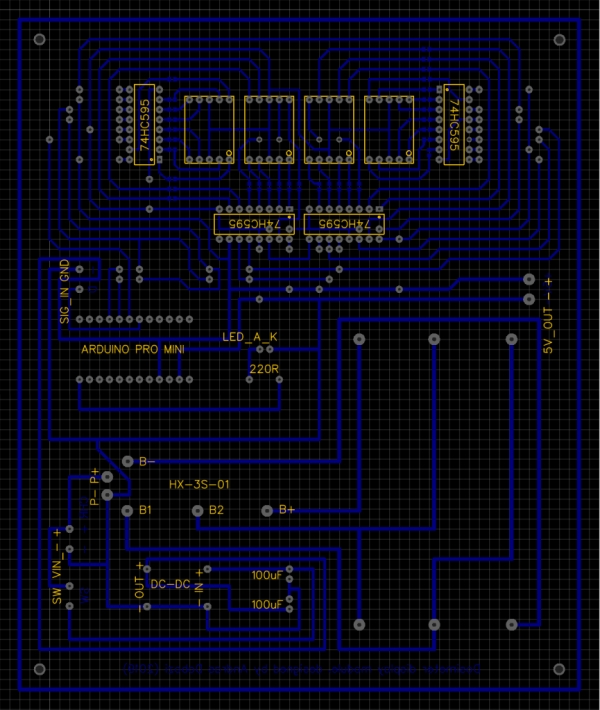 74HC595
74HC595
74HC595
74HC595
SIG_IN GND
5V_OUT - +
LED_A_K
ARDUINO PRO MINI
220R
B-
P- P+
HX-3S-01
B1
B2
B+
SW VIN_- +
- OUT +
DC-DC
- IN +
100uF
100uF